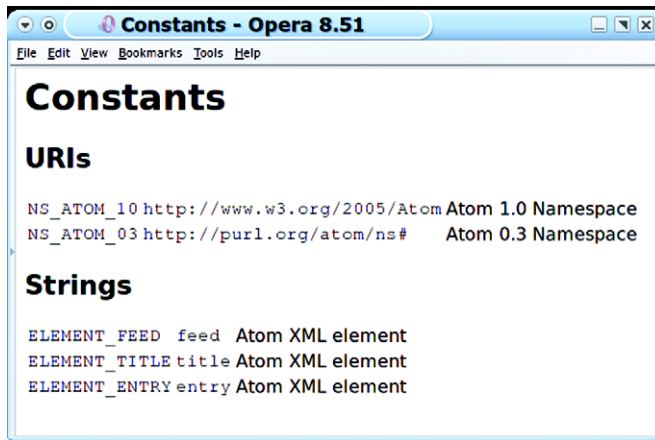 Constants - Opera 8.51
File Edit View Bookmarks Tools Help
Constants
URIs
NS_ATOM_10 http://www.w3.org/2005/Atom Atom 1.0 Namespace
NS_ATOM_03 http://purl.org/atom/ns# Atom 0.3 Namespace
Strings
ELEMENT_FEED feed Atom XML element
ELEMENT_TITLE title Atom XML element
ELEMENT_ENTRY entry Atom XML element